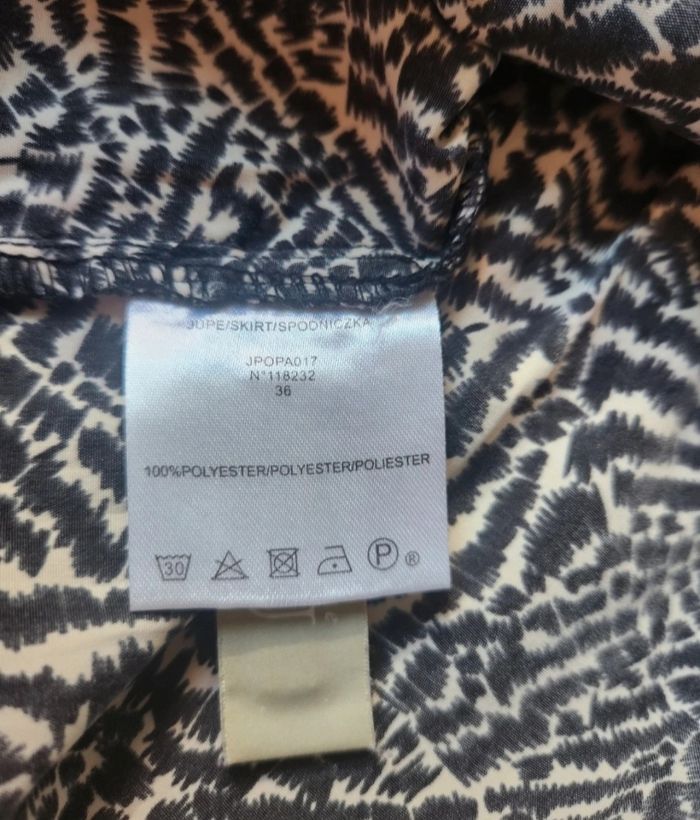 JUPE/SKIRT/SPODNICZKA
JPOPA017
N°118232
36
100%POLYESTER/POLYESTER/POLIESTER
30
P ®